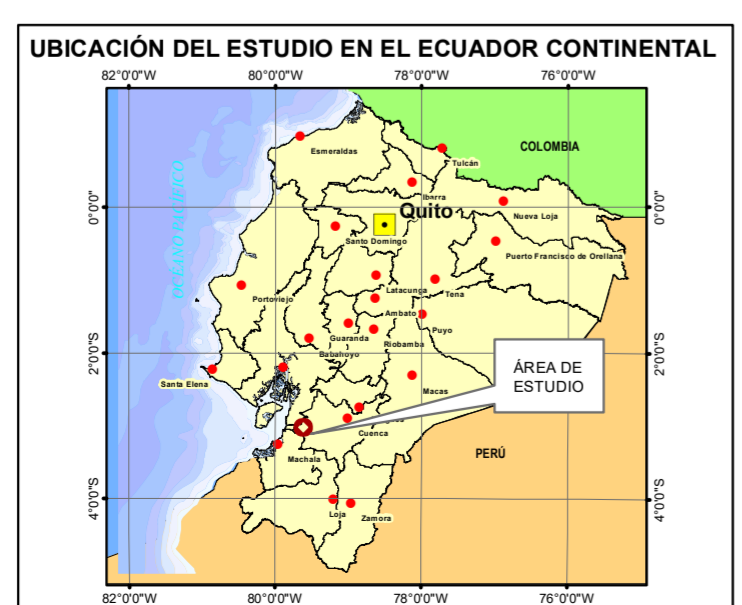 UBICACIÓN DEL ESTUDIO EN EL ECUADOR CONTINENTAL
82°0'0"W 80°0'0"W 78°0'0"W 76°0'0"W
COLOMBIA
Esmeraldas
Tulcán
Ibarra
0°0'0" 0°0'0"
Quito
Nueva Loja
OCÉANO PACÍFICO
Santo Domingo
Puerto Francisco de Orellana
Latacunga
Tena
Portoviejo
Ambato
Puyo
Guaranda
Riobamba
Babahoyo
2°0'0"S 2°0'0"S
ÁREA DE
ESTUDIO
Santa Elena
Macas
Cuenca
PERÚ
Machala
4°0'0"S 4°0'0"S
Loja
Zamora
82°0'0"W 80°0'0"W 78°0'0"W 76°0'0"W